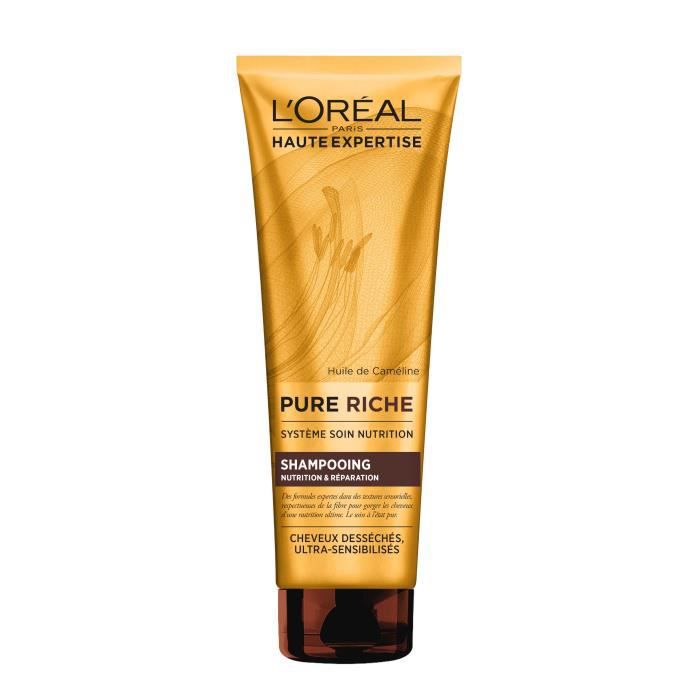 L'ORÉAL
PARIS
HAUTE EXPERTISE
Huile de Caméline
PURE RICHE
SYSTÈME SOIN NUTRITION
SHAMPOOING
NUTRITION & RÉPARATION
Des formules expertes dans des textures sensorielles,
respectueuses de la fibre pour gorger les cheveux
d'une nutrition ultime. Le soin à l'état pur.
CHEVEUX DESSÉCHÉS,
ULTRA-SENSIBILISÉS